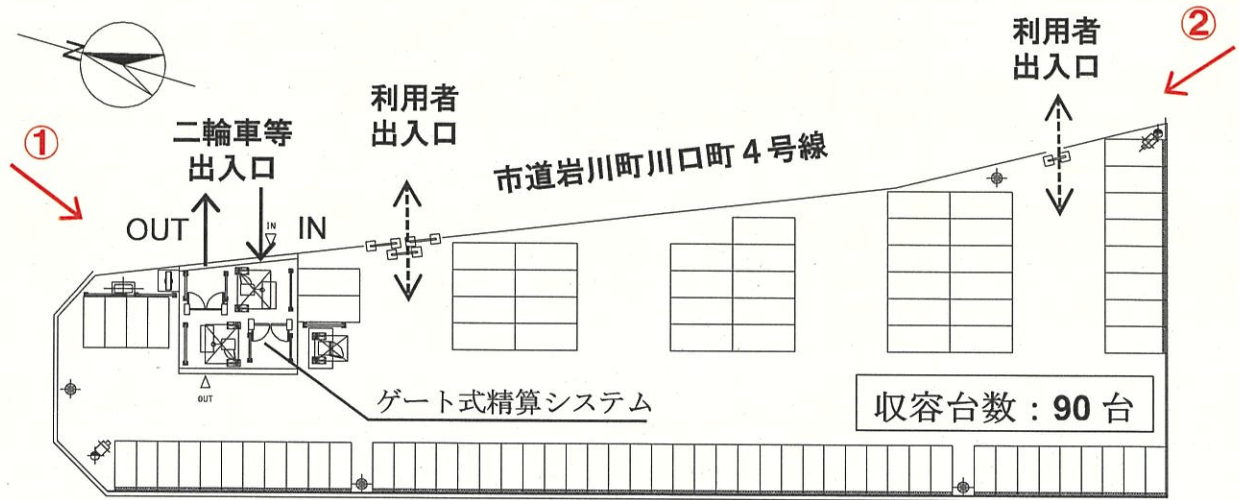 N
①
②
二輪車等
出入口
利用者
出入口
利用者
出入口
市道岩川町川口町４号線
OUT
IN
IN
OUT
ゲート式精算システム
収容台数：90 台